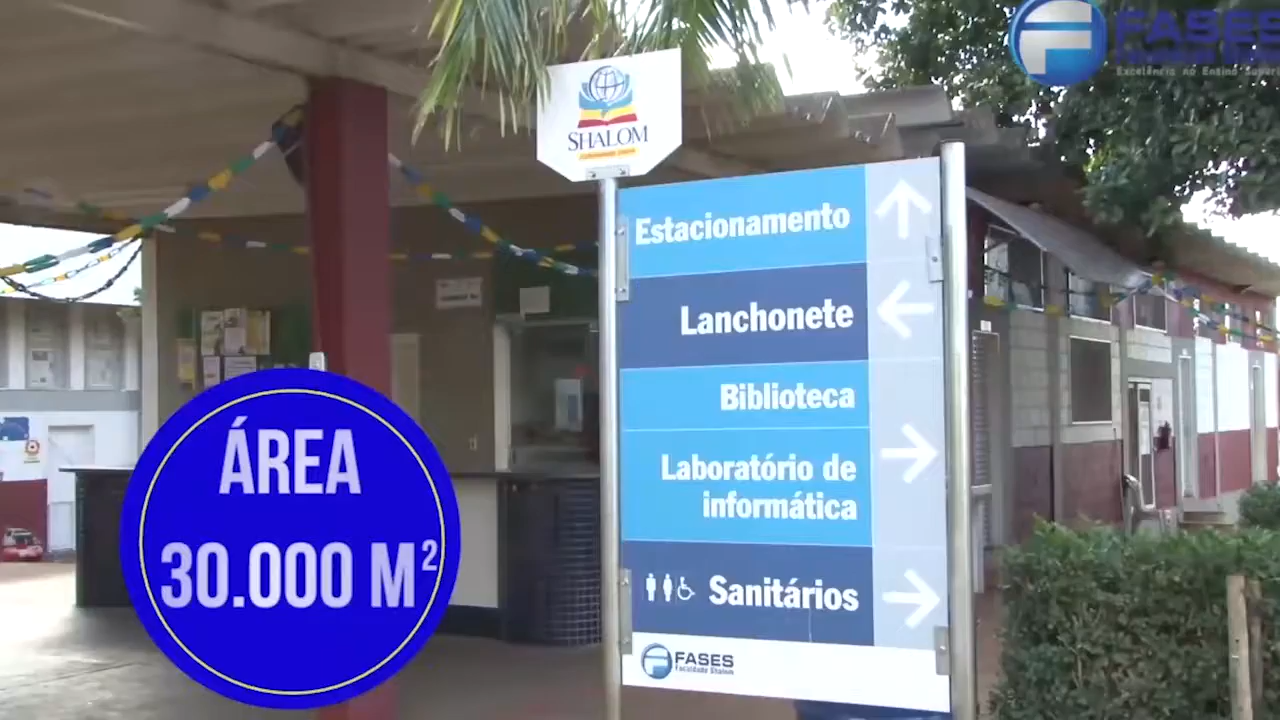 FASES
Excelência no Ensino Superior
SHALOM
Estacionamento
Lanchonete
Biblioteca
Laboratório de
informática
Sanitários
FASES
Faculdade Shalom
ÁREA
30.000 M²